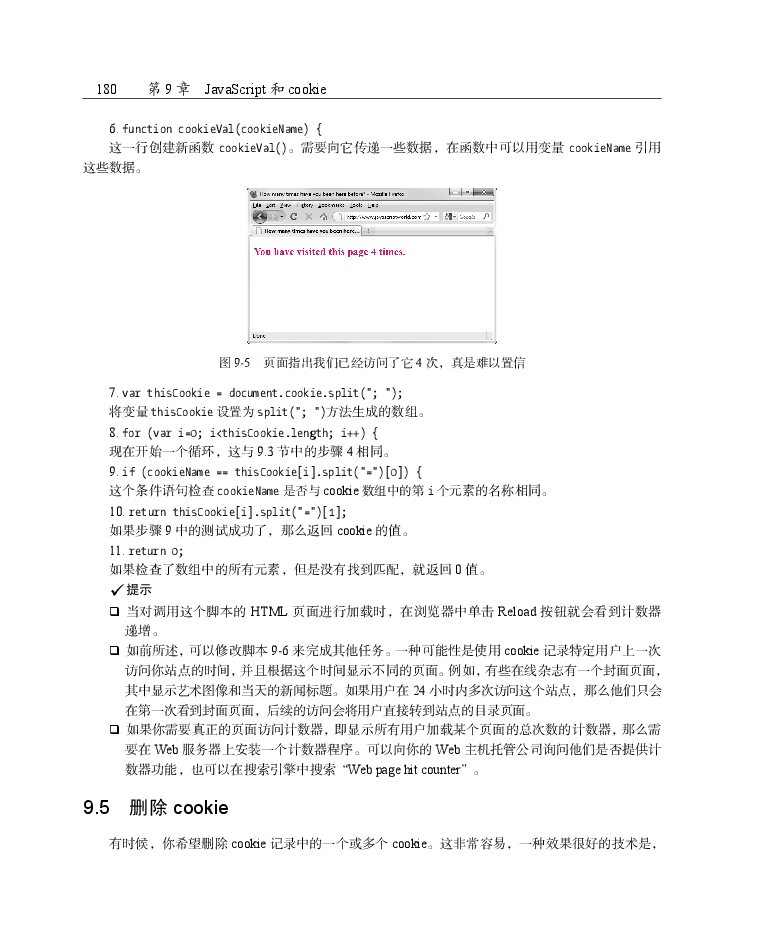 180 第 9 章 JavaScript 和 cookie
6. function cookieVal(cookieName) {
这一行创建新函数 cookieVal()。需要向它传递一些数据，在函数中可以用变量 cookieName 引用
这些数据。
How many times have you been here before? - Mozilla Firefox
File Edit View History Bookmarks Tools Help
http://www.javascriptworld.com
Google
How many times have you been here...
You have visited this page 4 times.
Done
图 9-5 页面指出我们已经访问了它 4 次，真是难以置信
7. var thisCookie = document.cookie.split("; ");
将变量 thisCookie 设置为 split("; ")方法生成的数组。
8. for (var i=0; i<thisCookie.length; i++) {
现在开始一个循环，这与 9.3 节中的步骤 4 相同。
9. if (cookieName == thisCookie[i].split("=")[0]) {
这个条件语句检查 cookieName 是否与 cookie 数组中的第 i 个元素的名称相同。
10. return thisCookie[i].split("=")[1];
如果步骤 9 中的测试成功了，那么返回 cookie 的值。
11. return 0;
如果检查了数组中的所有元素，但是没有找到匹配，就返回 0 值。
✓提示
❑ 当对调用这个脚本的 HTML 页面进行加载时，在浏览器中单击 Reload 按钮就会看到计数器
递增。
❑ 如前所述，可以修改脚本 9-6 来完成其他任务。一种可能性是使用 cookie 记录特定用户上一次
访问你站点的时间，并且根据这个时间显示不同的页面。例如，有些在线杂志有一个封面页面，
其中显示艺术图像和当天的新闻标题。如果用户在 24 小时内多次访问这个站点，那么他们只会
在第一次看到封面页面，后续的访问会将用户直接转到站点的目录页面。
❑ 如果你需要真正的页面访问计数器，即显示所有用户加载某个页面的总次数的计数器，那么需
要在 Web 服务器上安装一个计数器程序。可以向你的 Web 主机托管公司询问他们是否提供计
数器功能，也可以在搜索引擎中搜索“Web page hit counter”。
9.5 删除 cookie
有时候，你希望删除 cookie 记录中的一个或多个 cookie。这非常容易，一种效果很好的技术是，